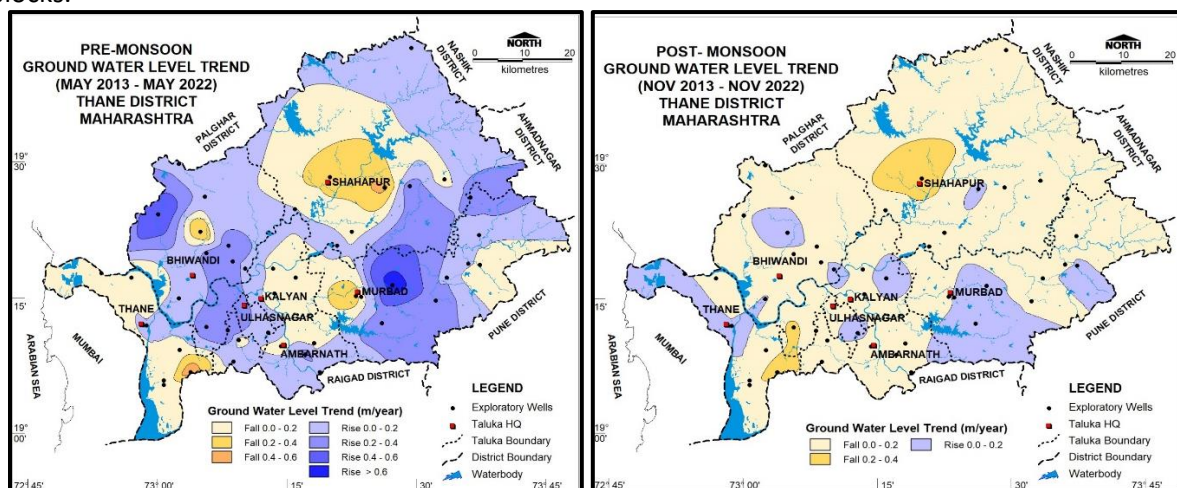 PRE-MONSOON
GROUND WATER LEVEL TREND
(MAY 2013 - MAY 2022)
THANE DISTRICT
MAHARASHTRA
NORTH
0 10 20
kilometres
NASHIK
DISTRICT
PALGHAR
DISTRICT
AHMADNAGAR
DISTRICT
19°
30'
SHAHAPUR
BHIWANDI
KALYAN
MURBAD
19°
15'
THANE
ULHASNAGAR
PUNE DISTRICT
MUMBAI
AMBARNATH
ARABIAN SEA
RAIGAD DISTRICT
LEGEND
Exploratory Wells
Taluka HQ
Taluka Boundary
District Boundary
Waterbody
Ground Water Level Trend (m/year)
Fall 0.0 - 0.2
Fall 0.2 - 0.4
Fall 0.4 - 0.6
Rise 0.0 - 0.2
Rise 0.2 - 0.4
Rise 0.4 - 0.6
Rise > 0.6
19°
00'
72°45' 73°00' 15' 30' 73°45'
POST- MONSOON
GROUND WATER LEVEL TREND
(NOV 2013 - NOV 2022)
THANE DISTRICT
MAHARASHTRA
NORTH
0 10 20
kilometres
NASHIK
DISTRICT
PALGHAR
DISTRICT
AHMADNAGAR
DISTRICT
19°
30'
SHAHAPUR
BHIWANDI
KALYAN
MURBAD
19°
15'
THANE
ULHASNAGAR
PUNE DISTRICT
MUMBAI
AMBARNATH
ARABIAN SEA
RAIGAD DISTRICT
LEGEND
Exploratory Wells
Taluka HQ
Taluka Boundary
District Boundary
Waterbody
Ground Water Level Trend (m/year)
Fall 0.0 - 0.2
Fall 0.2 - 0.4
Rise 0.0 - 0.2
19°
00'
72°45' 73°00' 15' 30' 73°45'